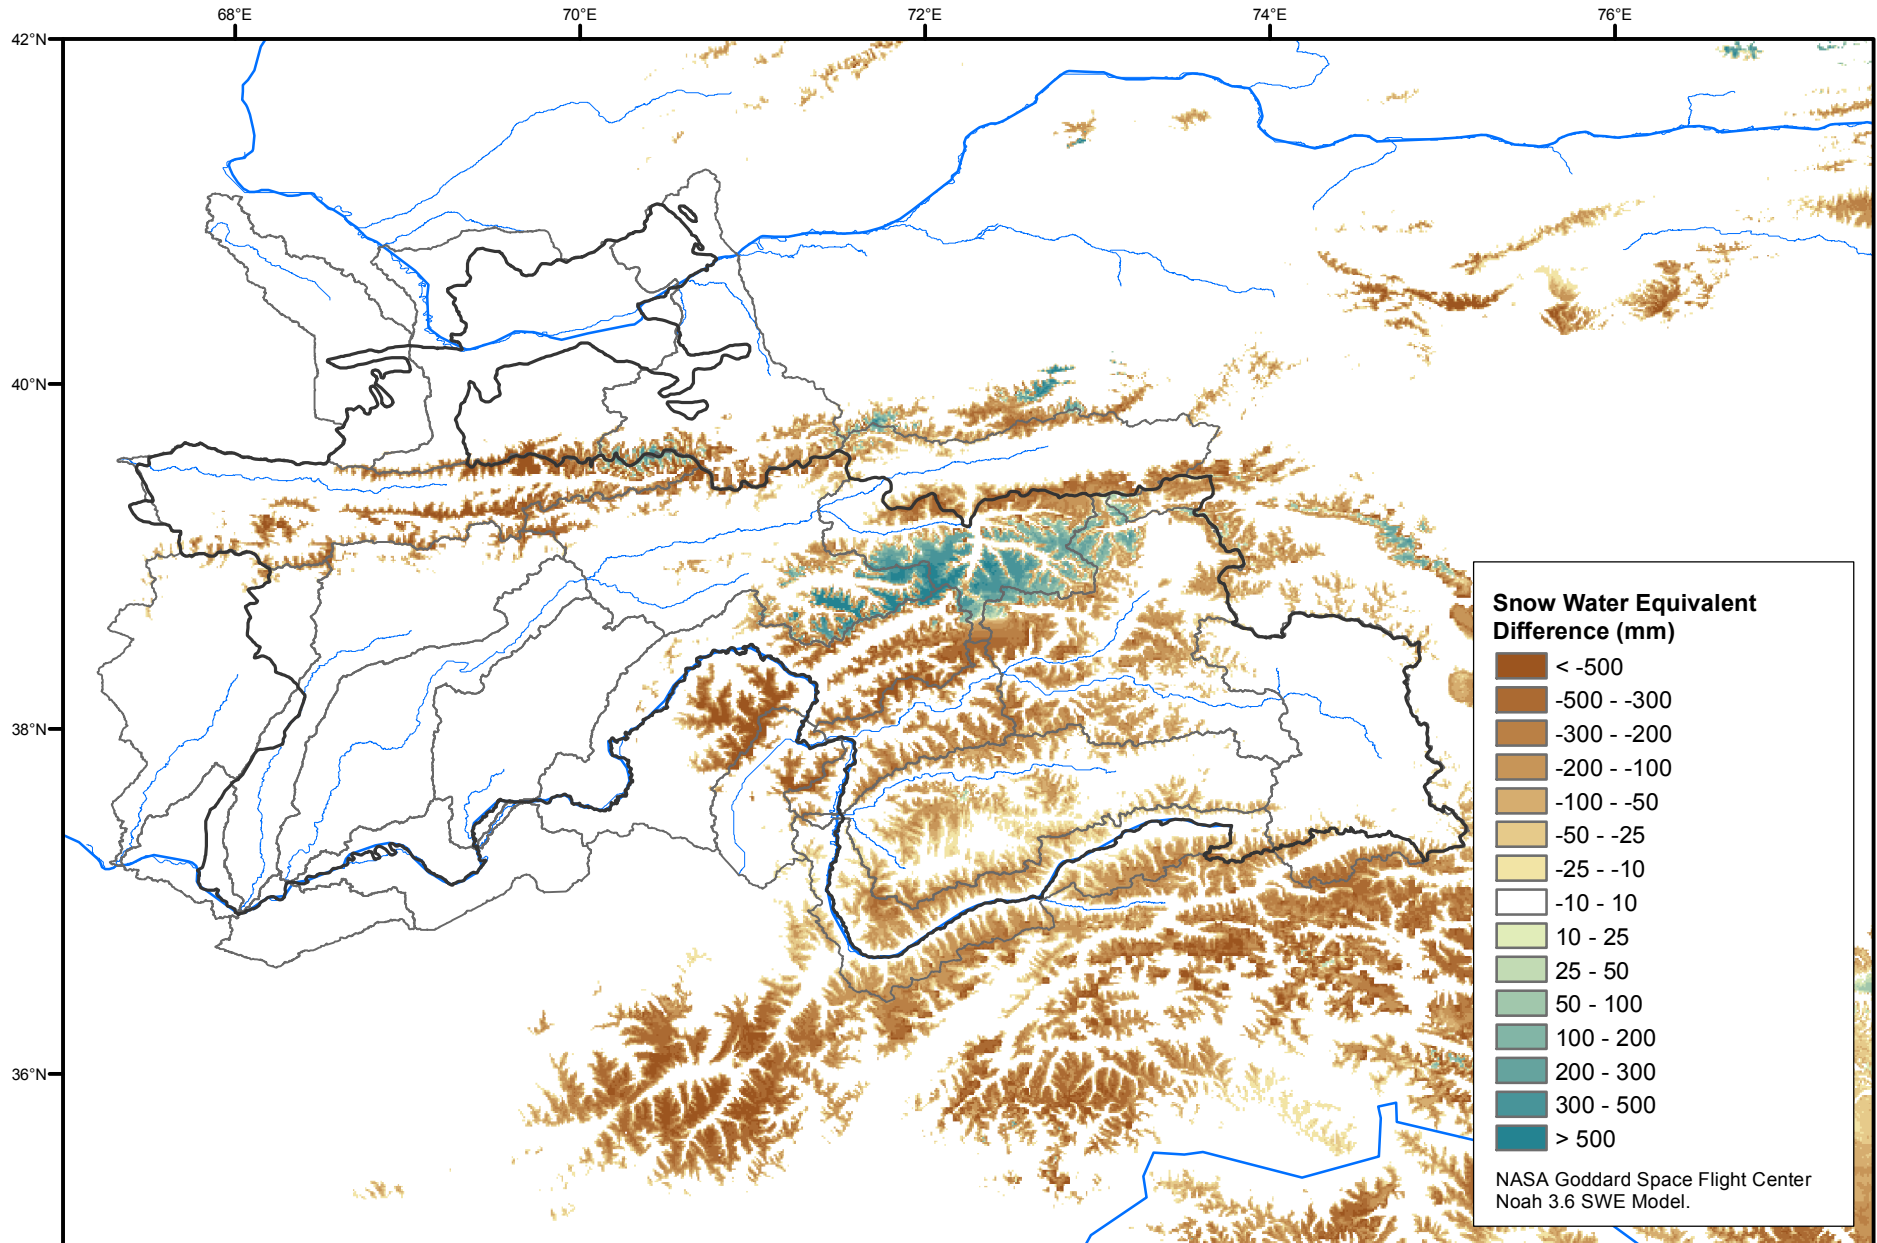 68°E
70°E
72°E
74°E
76°E
42°N
40°N
38°N
36°N
Snow Water Equivalent
Difference (mm)
< -500
-500 - -300
-300 - -200
-200 - -100
-100 - -50
-50 - -25
-25 - -10
-10 - 10
10 - 25
25 - 50
50 - 100
100 - 200
200 - 300
300 - 500
> 500
NASA Goddard Space Flight Center
Noah 3.6 SWE Model.